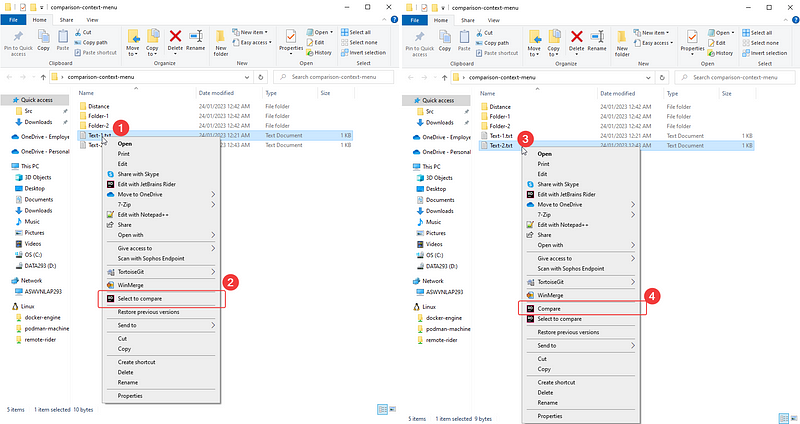 comparison-context-menu
File
Home
Share
View
Pin to Quick access
Copy
Paste
Cut
Copy path
Paste shortcut
Clipboard
Move to
Copy to
Delete
Rename
Organize
New folder
New item
Easy access
New
Properties
Open
Edit
History
Open
Select all
Select none
Invert selection
Select
comparison-context-menu
Search comparison-context-menu
Name
Date modified
Type
Size
Quick access
Src
Downloads
OneDrive - Employe
OneDrive - Personal
This PC
3D Objects
Desktop
Documents
Downloads
Music
Pictures
Videos
OS (C:)
DATA293 (D:)
Network
ASWVNLAP293
Linux
docker-engine
podman-machine
remote-rider
Distance 24/01/2023 12:42 AM File folder
Folder-1 24/01/2023 12:42 AM File folder
Folder-2 24/01/2023 12:42 AM File folder
Text-1.txt 24/01/2023 12:21 AM Text Document 1 KB
Text- 24/01/2023 12:43 AM Text Document 1 KB
1
Open
Print
Edit
Share with Skype
Edit with JetBrains Rider
Move to OneDrive
7-Zip
Edit with Notepad++
Share
Open with
Give access to
Scan with Sophos Endpoint
TortoiseGit
WinMerge
2
Select to compare
Restore previous versions
Send to
Cut
Copy
Create shortcut
Delete
Rename
Properties
5 items 1 item selected 10 bytes
comparison-context-menu
File
Home
Share
View
Pin to Quick access
Copy
Paste
Cut
Copy path
Paste shortcut
Clipboard
Move to
Copy to
Delete
Rename
Organize
New folder
New item
Easy access
New
Properties
Open
Edit
History
Open
Select all
Select none
Invert selection
Select
comparison-context-menu
Search comparison-context-menu
Name
Date modified
Type
Size
Quick access
Src
Downloads
OneDrive - Employe
OneDrive - Personal
This PC
3D Objects
Desktop
Documents
Downloads
Music
Pictures
Videos
OS (C:)
DATA293 (D:)
Network
ASWVNLAP293
Linux
docker-engine
podman-machine
remote-rider
Distance 24/01/2023 12:42 AM File folder
Folder-1 24/01/2023 12:42 AM File folder
Folder-2 24/01/2023 12:42 AM File folder
Text-1.txt 24/01/2023 12:21 AM Text Document 1 KB
Text-2.txt 24/01/2023 12:43 AM Text Document 1 KB
3
Open
Print
Edit
Share with Skype
Edit with JetBrains Rider
Move to OneDrive
7-Zip
Edit with Notepad++
Share
Open with
Give access to
Scan with Sophos Endpoint
TortoiseGit
WinMerge
4
Compare
Select to compare
Restore previous versions
Send to
Cut
Copy
Create shortcut
Delete
Rename
Properties
5 items 1 item selected 9 bytes